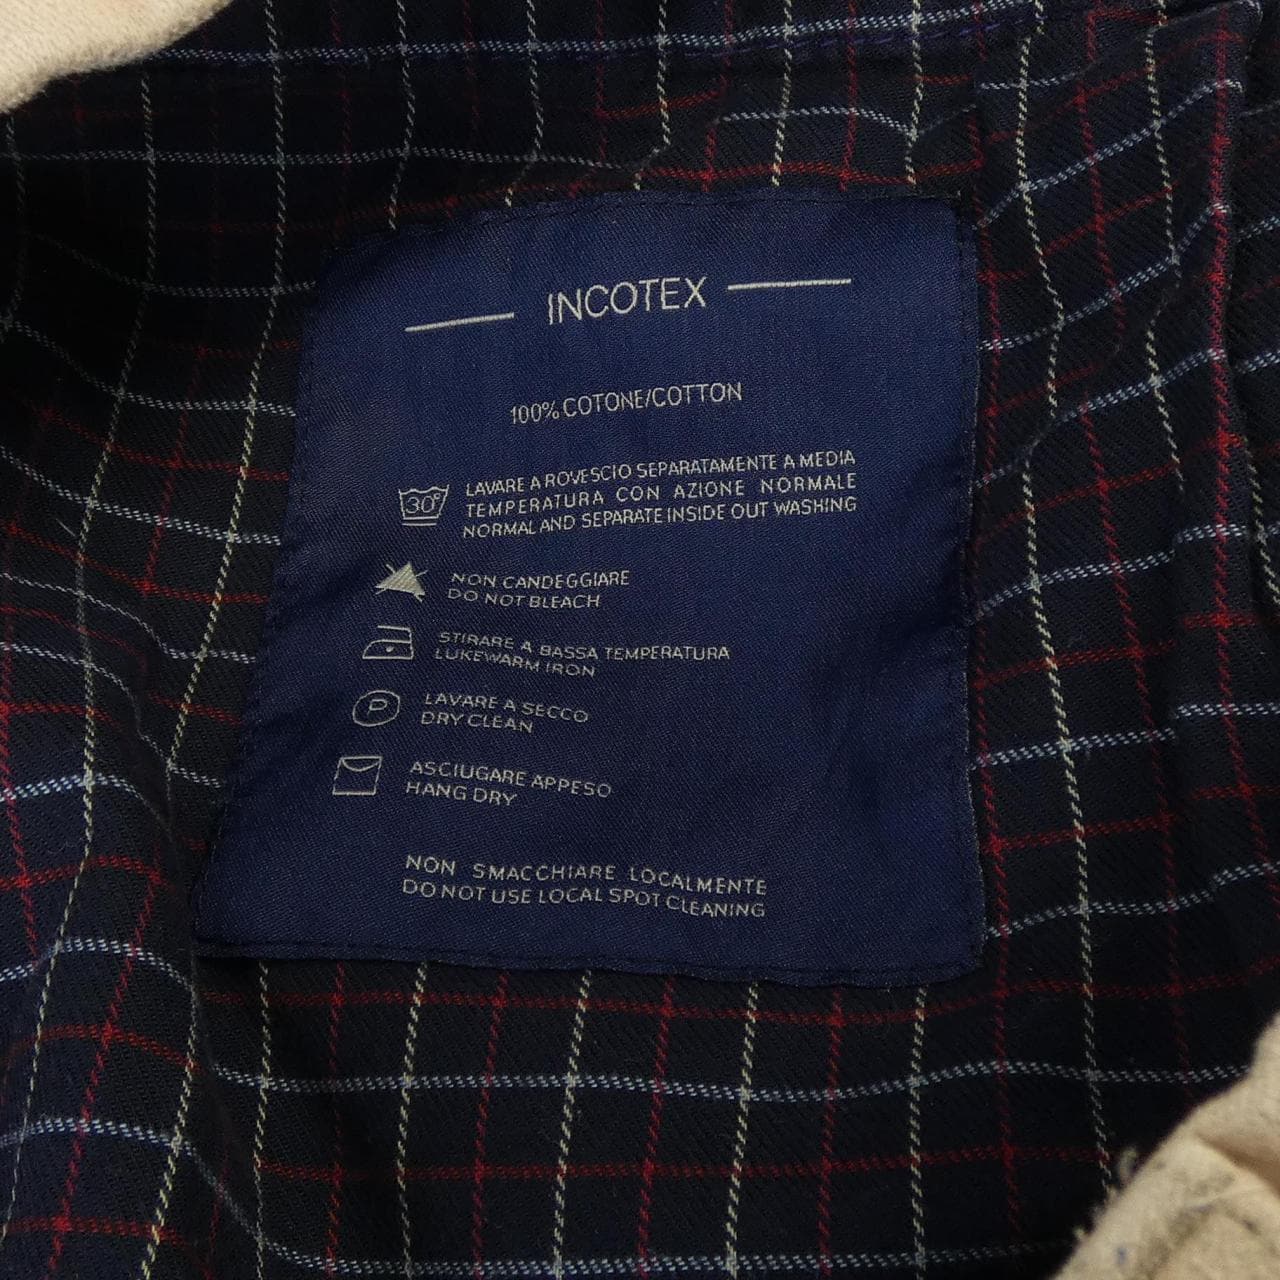 INCOTEX
100% COTONE/COTTON
30°
LAVARE A ROVESCIO SEPARATAMENTE A MEDIA
TEMPERATURA CON AZIONE NORMALE
NORMAL AND SEPARATE INSIDE OUT WASHING
NON CANDEGGIARE
DO NOT BLEACH
STIRARE A BASSA TEMPERATURA
LUKEWARM IRON
P
LAVARE A SECCO
DRY CLEAN
ASCIUGARE APPESO
HANG DRY
NON SMACCHIARE LOCALMENTE
DO NOT USE LOCAL SPOT CLEANING